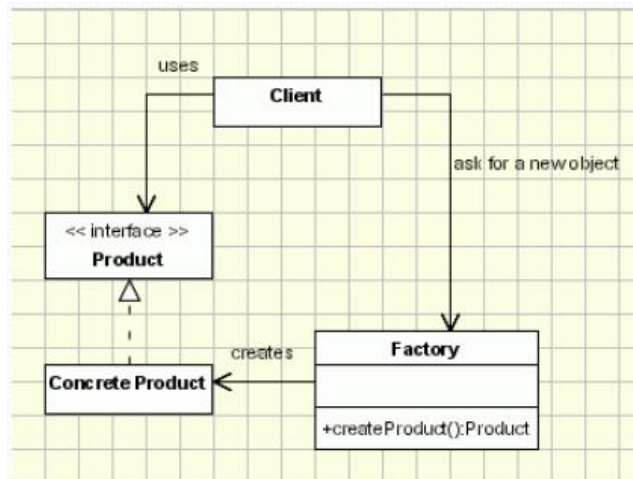 uses
Client
ask for a new object
<< interface >>
Product
creates
Factory
Concrete Product
+createProduct():Product